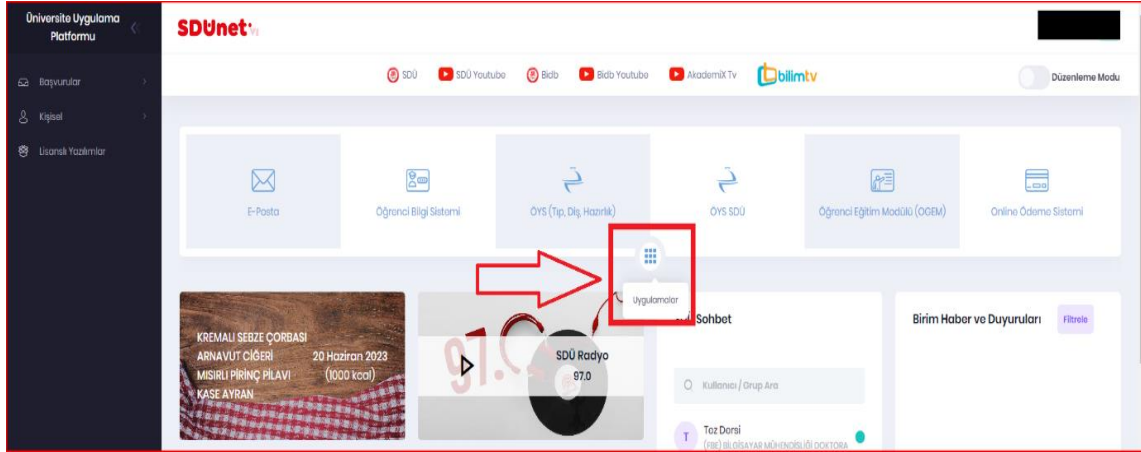 Üniversite Uygulama
Platformu
SDÜnet
Başvurular
Kişisel
Lisanslı Yazılımlar
SDÜ
SDÜ Youtube
Bidb
Bidb Youtube
AkademiX Tv
bilimtv
Düzenleme Modu
E-Posta
Öğrenci Bilgi Sistemi
ÖYS (Tıp, Diş, Hazırlık)
ÖYS SDÜ
Öğrenci Eğitim Modülü (OGEM)
Online Ödeme Sistemi
Uygulamalar
KREMALI SEBZE ÇORBASI
ARNAVUT CİĞERİ
MISIRLI PİRİNÇ PİLAVI
KASE AYRAN
20 Haziran 2023
(1000 kcal)
97.
SDÜ Radyo
97.0
Sohbet
Kullanıcı / Grup Ara
T
Tez Dersi
(FBE) BİLGİSAYAR MÜHENDİSLİĞİ DOKTORA
Birim Haber ve Duyuruları
Filtrele